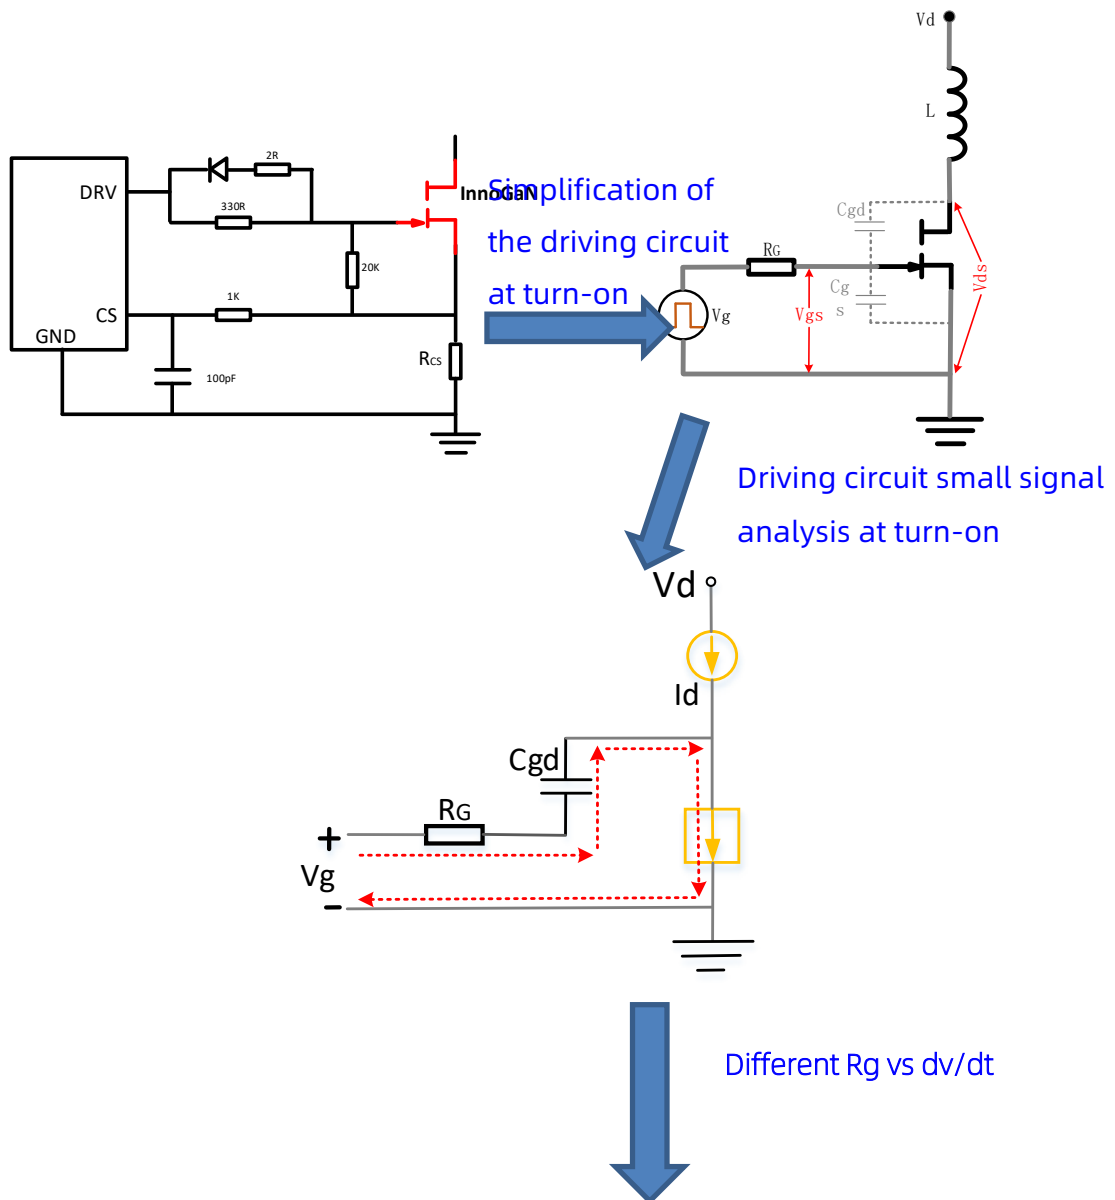 Vd
L
2R
DRV
InnoGaN
Simplification of
the driving circuit
at turn-on
330R
Cgd
RG
20K
Vds
Cg
s
Vgs
Vg
1K
CS
GND
RCS
100pF
Driving circuit small signal
analysis at turn-on
Vd
Id
Cgd
RG
+
Vg
-
Different Rg vs dv/dt